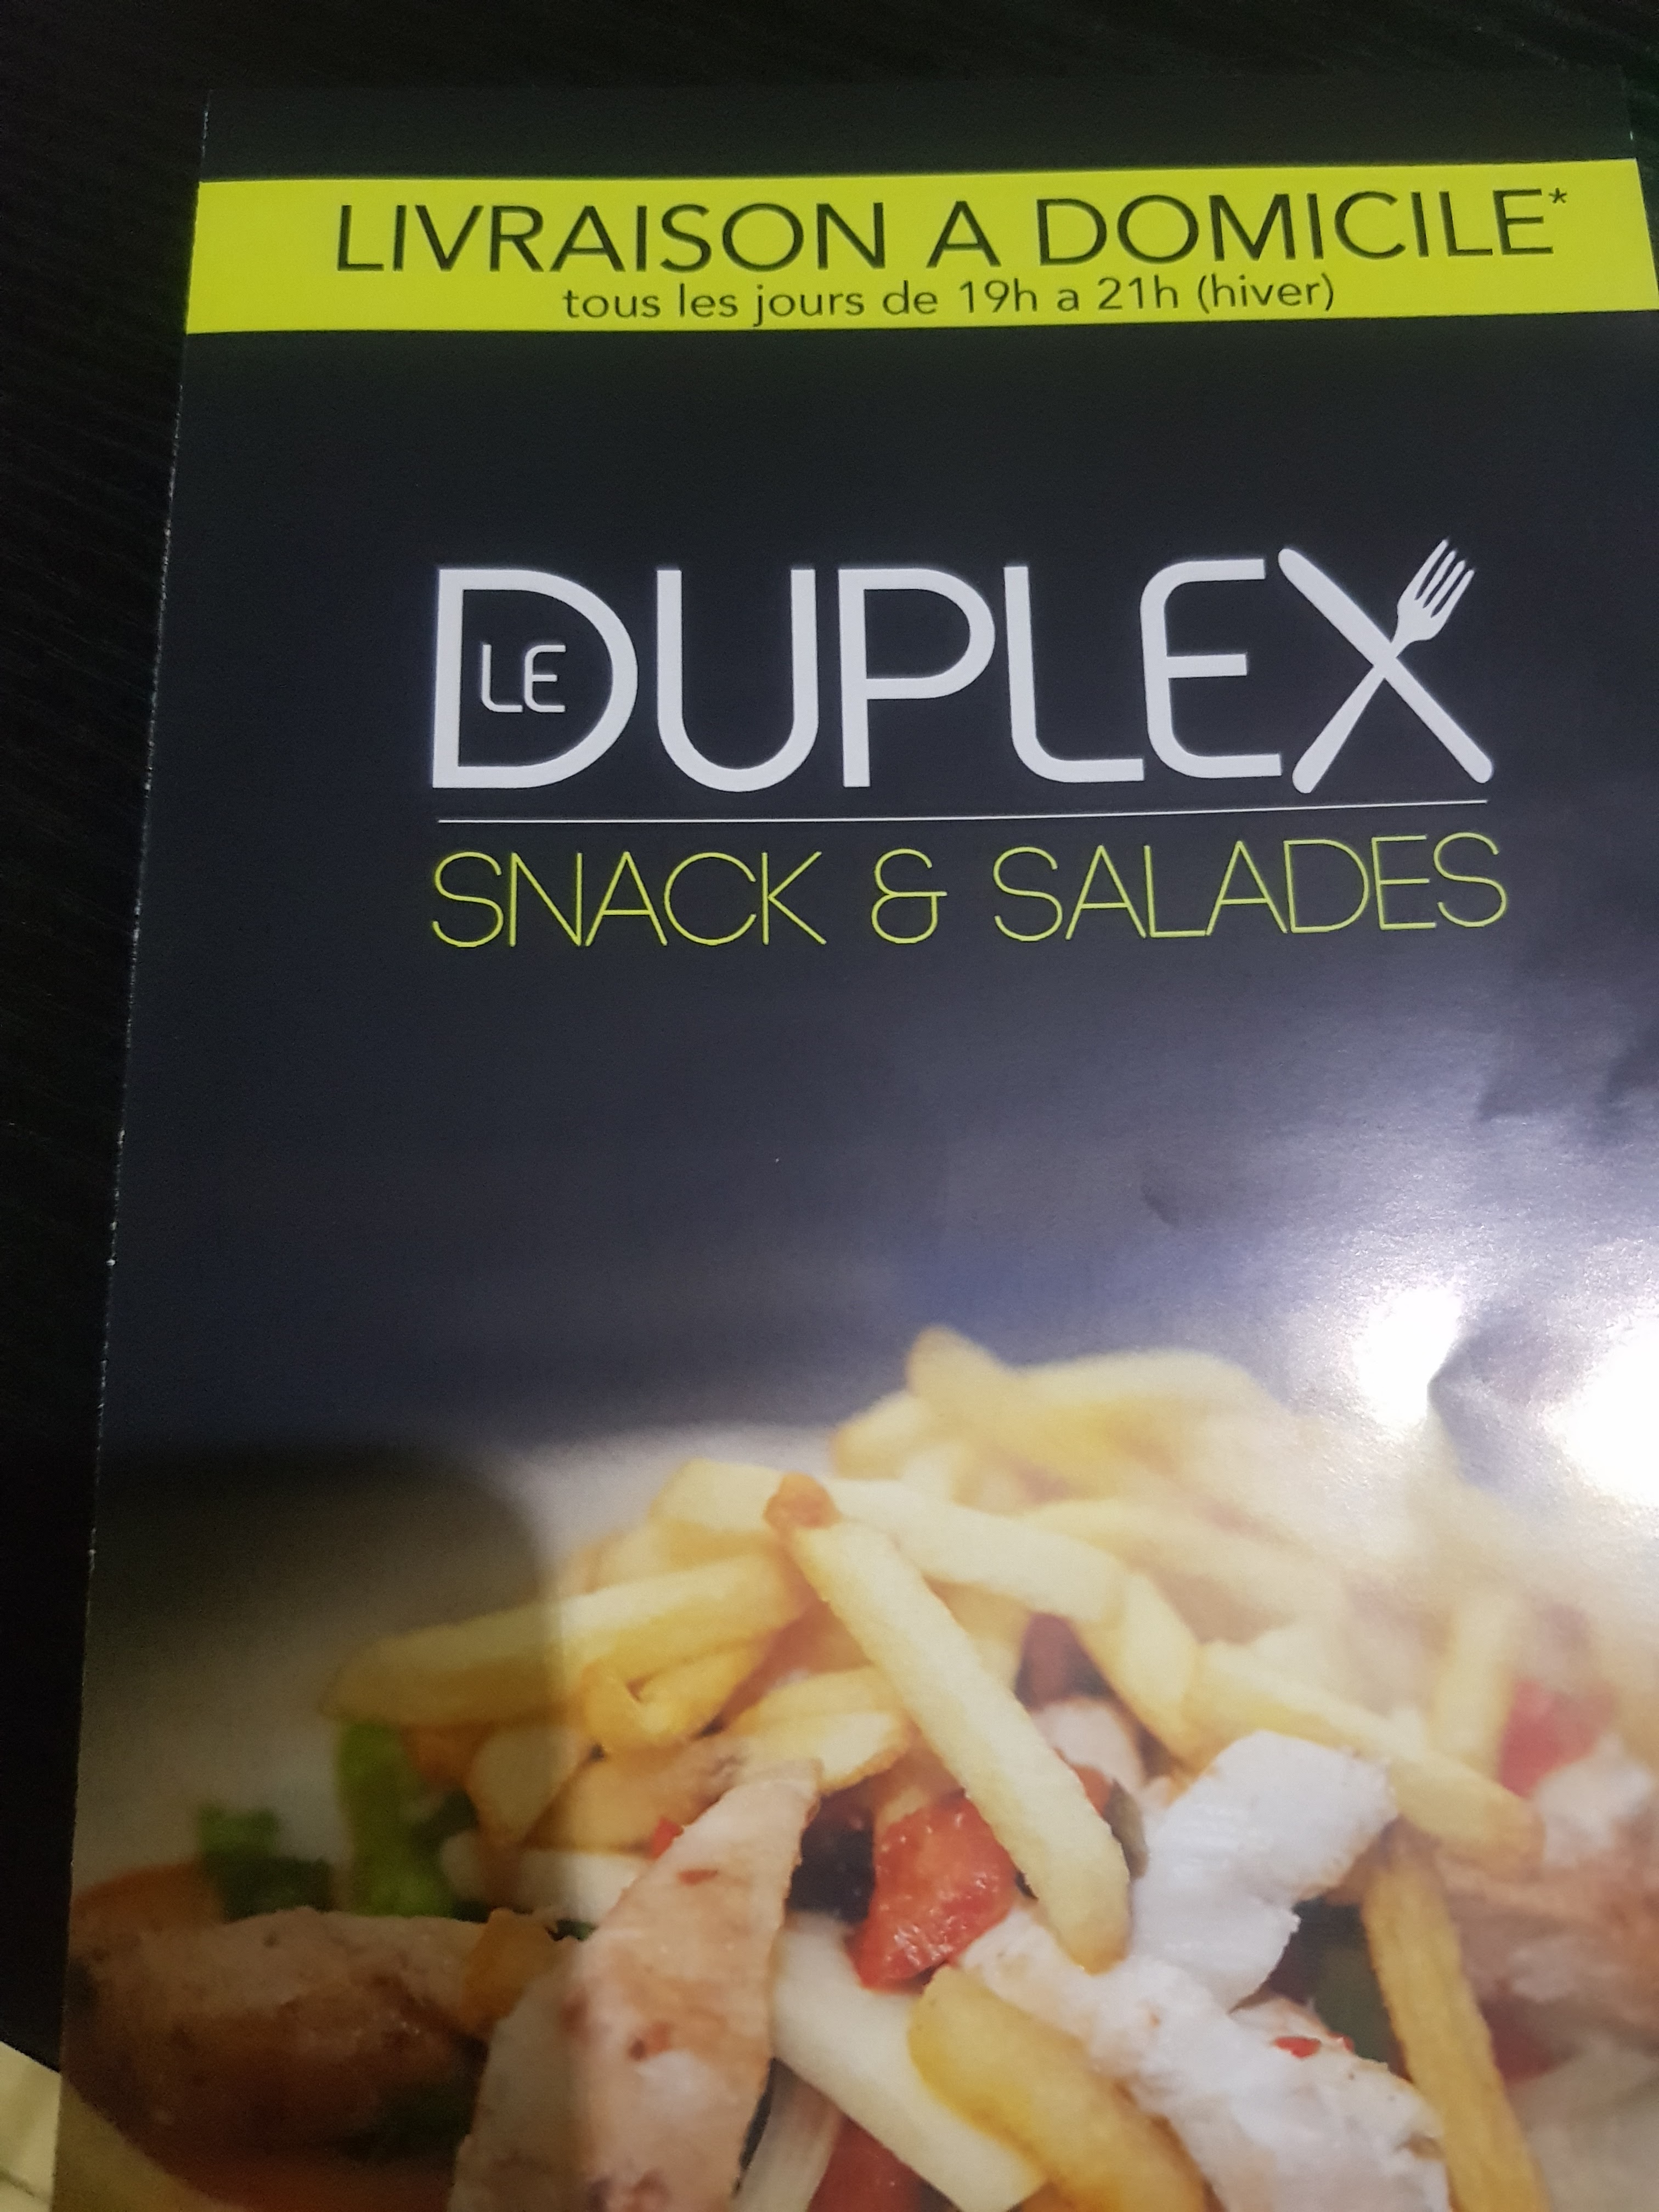 LIVRAISON A DOMICILE*
tous les jours de 19h a 21h (hiver)
LE DUPLEX
SNACK & SALADES